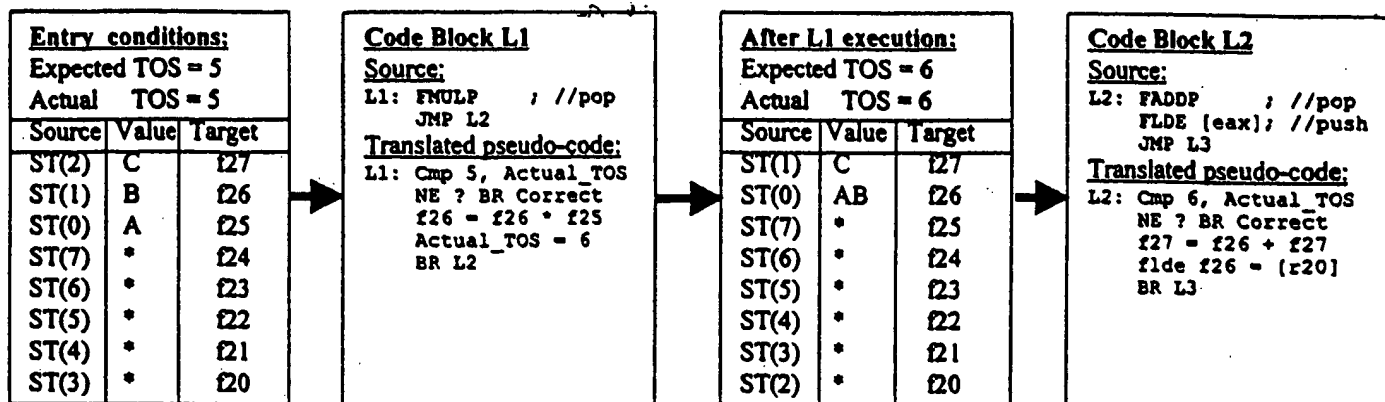 Entry conditions:
Expected TOS = 5
Actual TOS = 5
Source Value Target
ST(2) C f27
ST(1) B f26
ST(0) A f25
ST(7) * f24
ST(6) * f23
ST(5) * f22
ST(4) * f21
ST(3) * f20
Code Block L1
Source:
L1: FMULP ; //pop
JMP L2
Translated pseudo-code:
L1: Cmp 5, Actual_TOS
NE ? BR Correct
f26 = f26 * f25
Actual_TOS = 6
BR L2
After L1 execution:
Expected TOS = 6
Actual TOS = 6
Source Value Target
ST(1) C f27
ST(0) AB f26
ST(7) * f25
ST(6) * f24
ST(5) * f23
ST(4) * f22
ST(3) * f21
ST(2) * f20
Code Block L2
Source:
L2: FADDP ; //pop
FLDE [eax]; //push
JMP L3
Translated pseudo-code:
L2: Cmp 6, Actual_TOS
NE ? BR Correct
f27 = f26 + f27
flde f26 = [r20]
BR L3